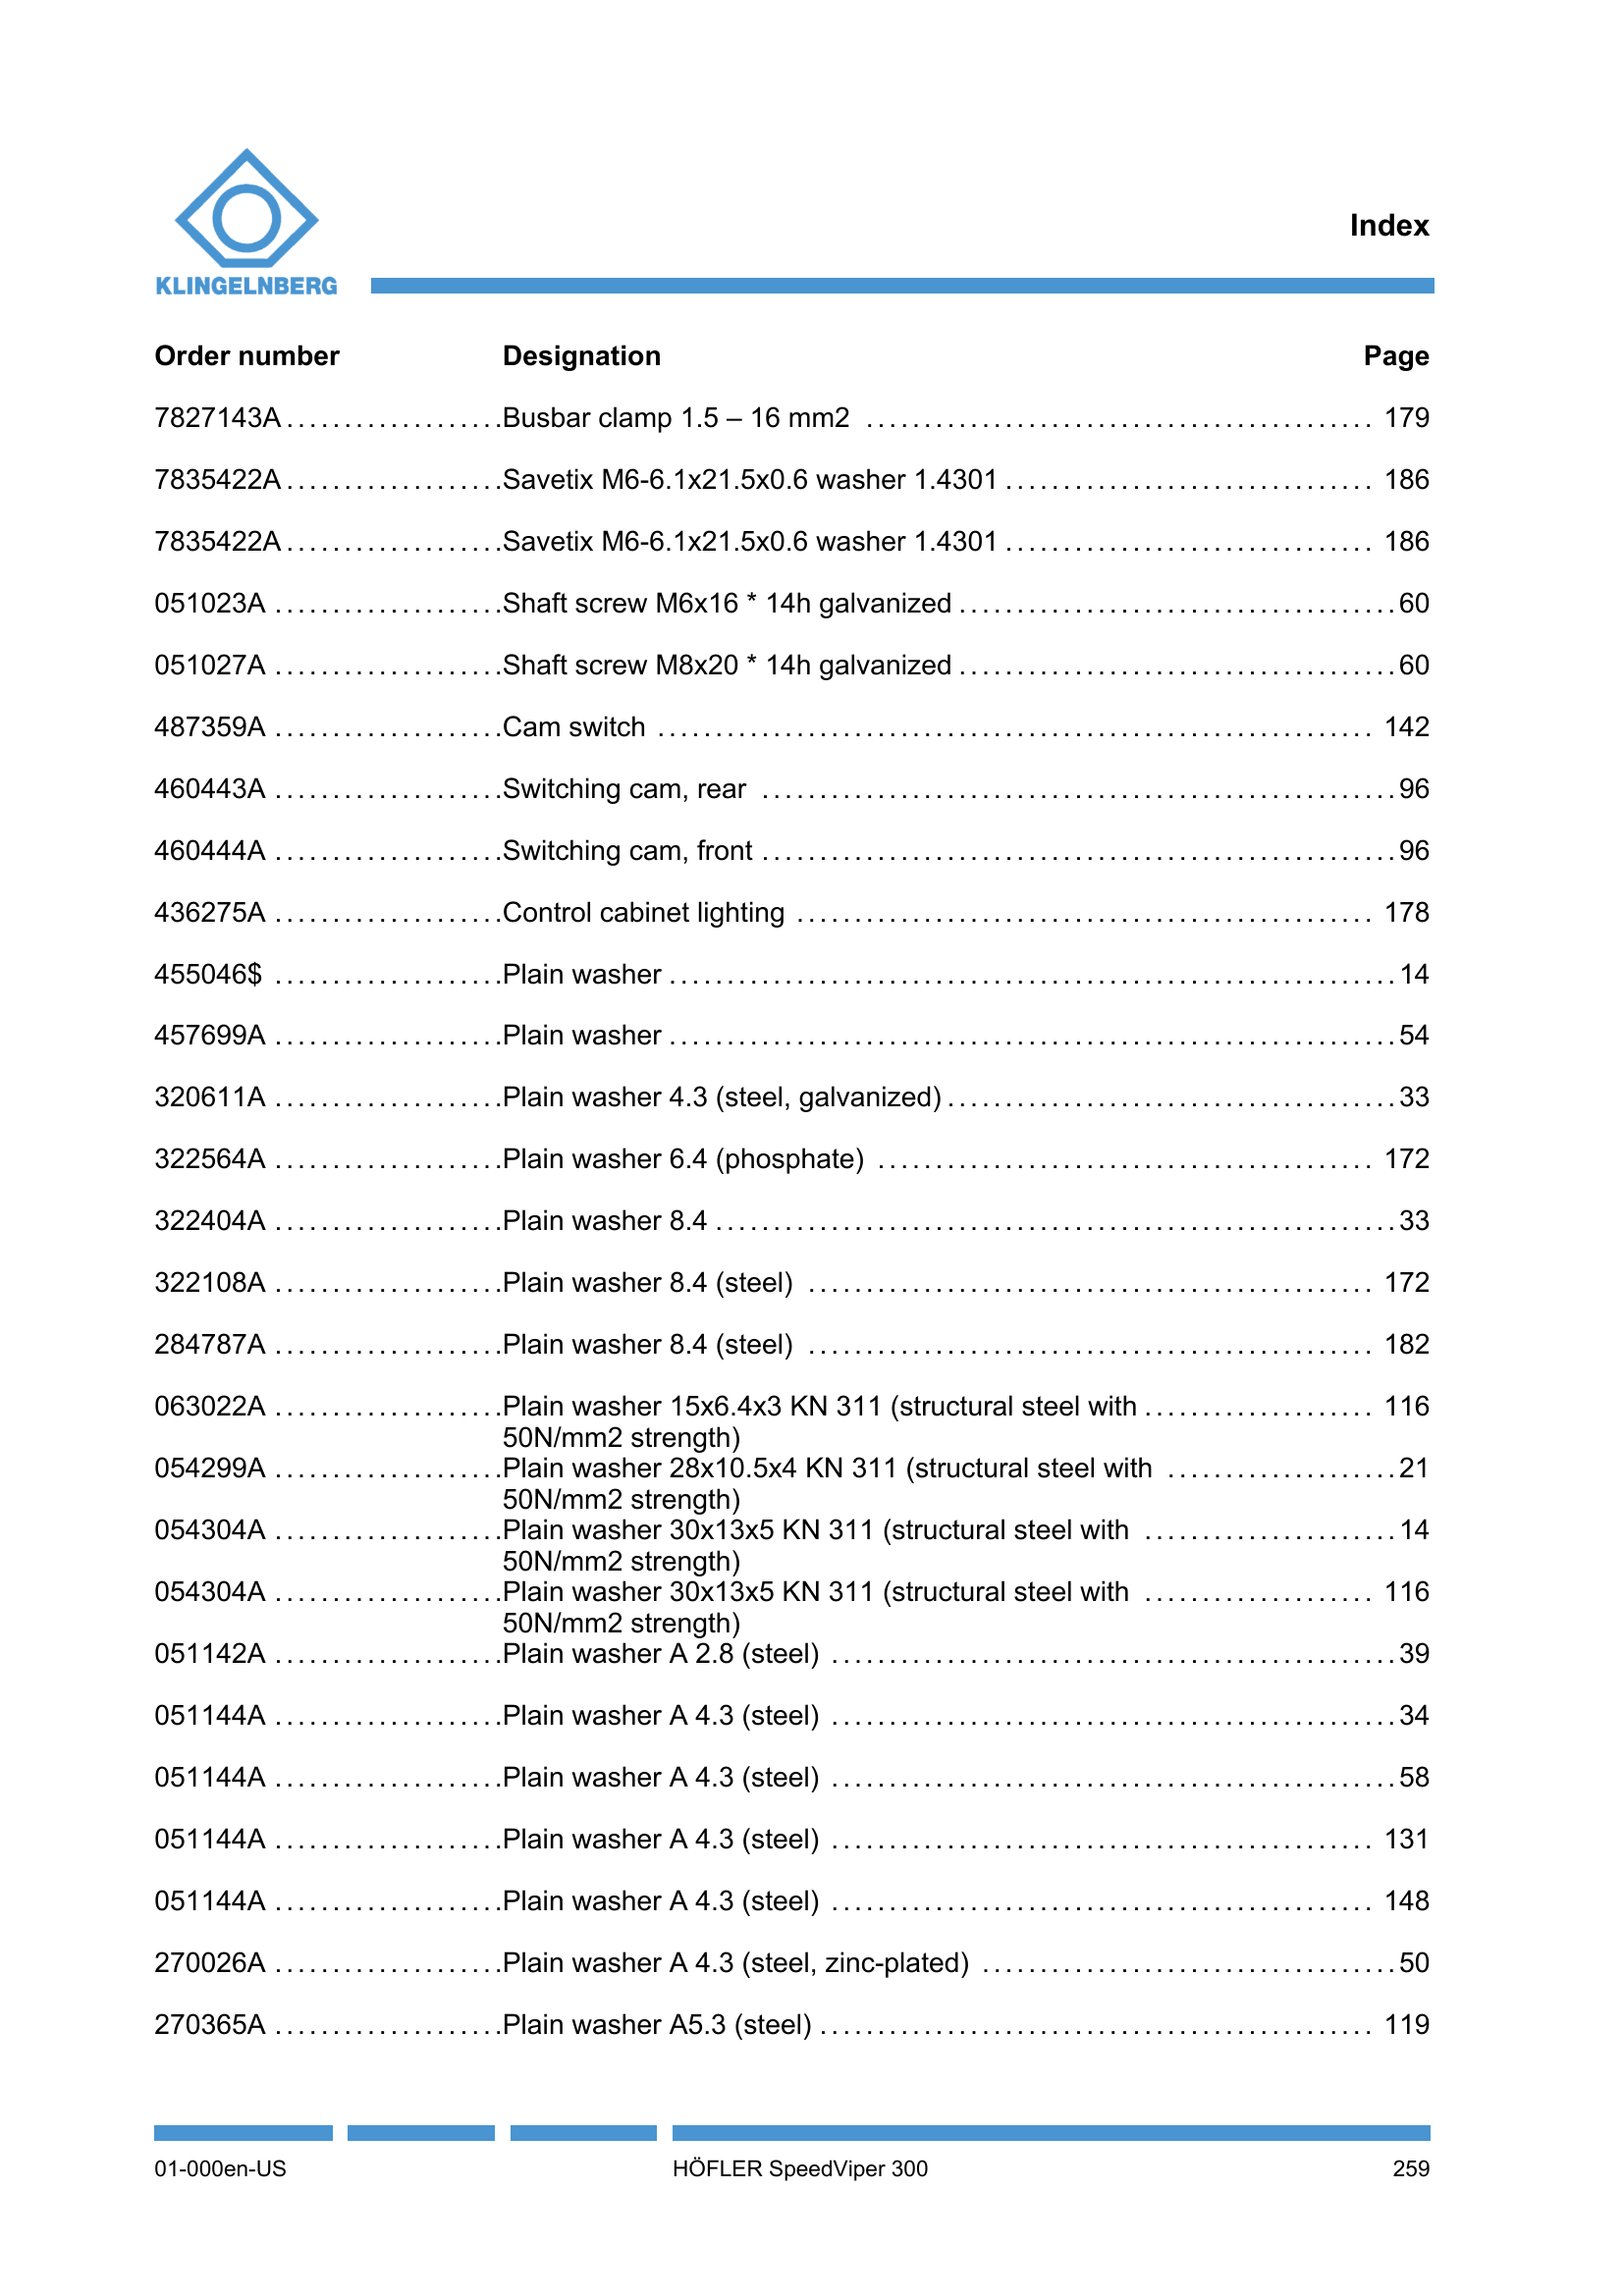 KLINGELNBERG
Index
Order number Designation Page
7827143A...................Busbar clamp 1.5 – 16 mm2 ............................................ 179
7835422A...................Savetix M6-6.1x21.5x0.6 washer 1.4301 ................................ 186
7835422A...................Savetix M6-6.1x21.5x0.6 washer 1.4301 ................................ 186
051023A ....................Shaft screw M6x16 * 14h galvanized ......................................60
051027A ....................Shaft screw M8x20 * 14h galvanized ......................................60
487359A ....................Cam switch .............................................................. 142
460443A ....................Switching cam, rear .......................................................96
460444A ....................Switching cam, front .......................................................96
436275A ....................Control cabinet lighting .................................................. 178
455046$ ....................Plain washer ...............................................................14
457699A ....................Plain washer ...............................................................54
320611A ....................Plain washer 4.3 (steel, galvanized).......................................33
322564A ....................Plain washer 6.4 (phosphate) ........................................... 172
322404A ....................Plain washer 8.4 ...........................................................33
322108A ....................Plain washer 8.4 (steel) ................................................. 172
284787A ....................Plain washer 8.4 (steel) ................................................. 182
063022A ....................Plain washer 15x6.4x3 KN 311 (structural steel with .................... 116
50N/mm2 strength)
054299A ....................Plain washer 28x10.5x4 KN 311 (structural steel with ....................21
50N/mm2 strength)
054304A ....................Plain washer 30x13x5 KN 311 (structural steel with ......................14
50N/mm2 strength)
054304A ....................Plain washer 30x13x5 KN 311 (structural steel with .................... 116
50N/mm2 strength)
051142A ....................Plain washer A 2.8 (steel) .................................................39
051144A ....................Plain washer A 4.3 (steel) .................................................34
051144A ....................Plain washer A 4.3 (steel) .................................................58
051144A ....................Plain washer A 4.3 (steel) ............................................... 131
051144A ....................Plain washer A 4.3 (steel) ............................................... 148
270026A ....................Plain washer A 4.3 (steel, zinc-plated) ....................................50
270365A ....................Plain washer A5.3 (steel) ................................................ 119
01-000en-US HÖFLER SpeedViper 300 259